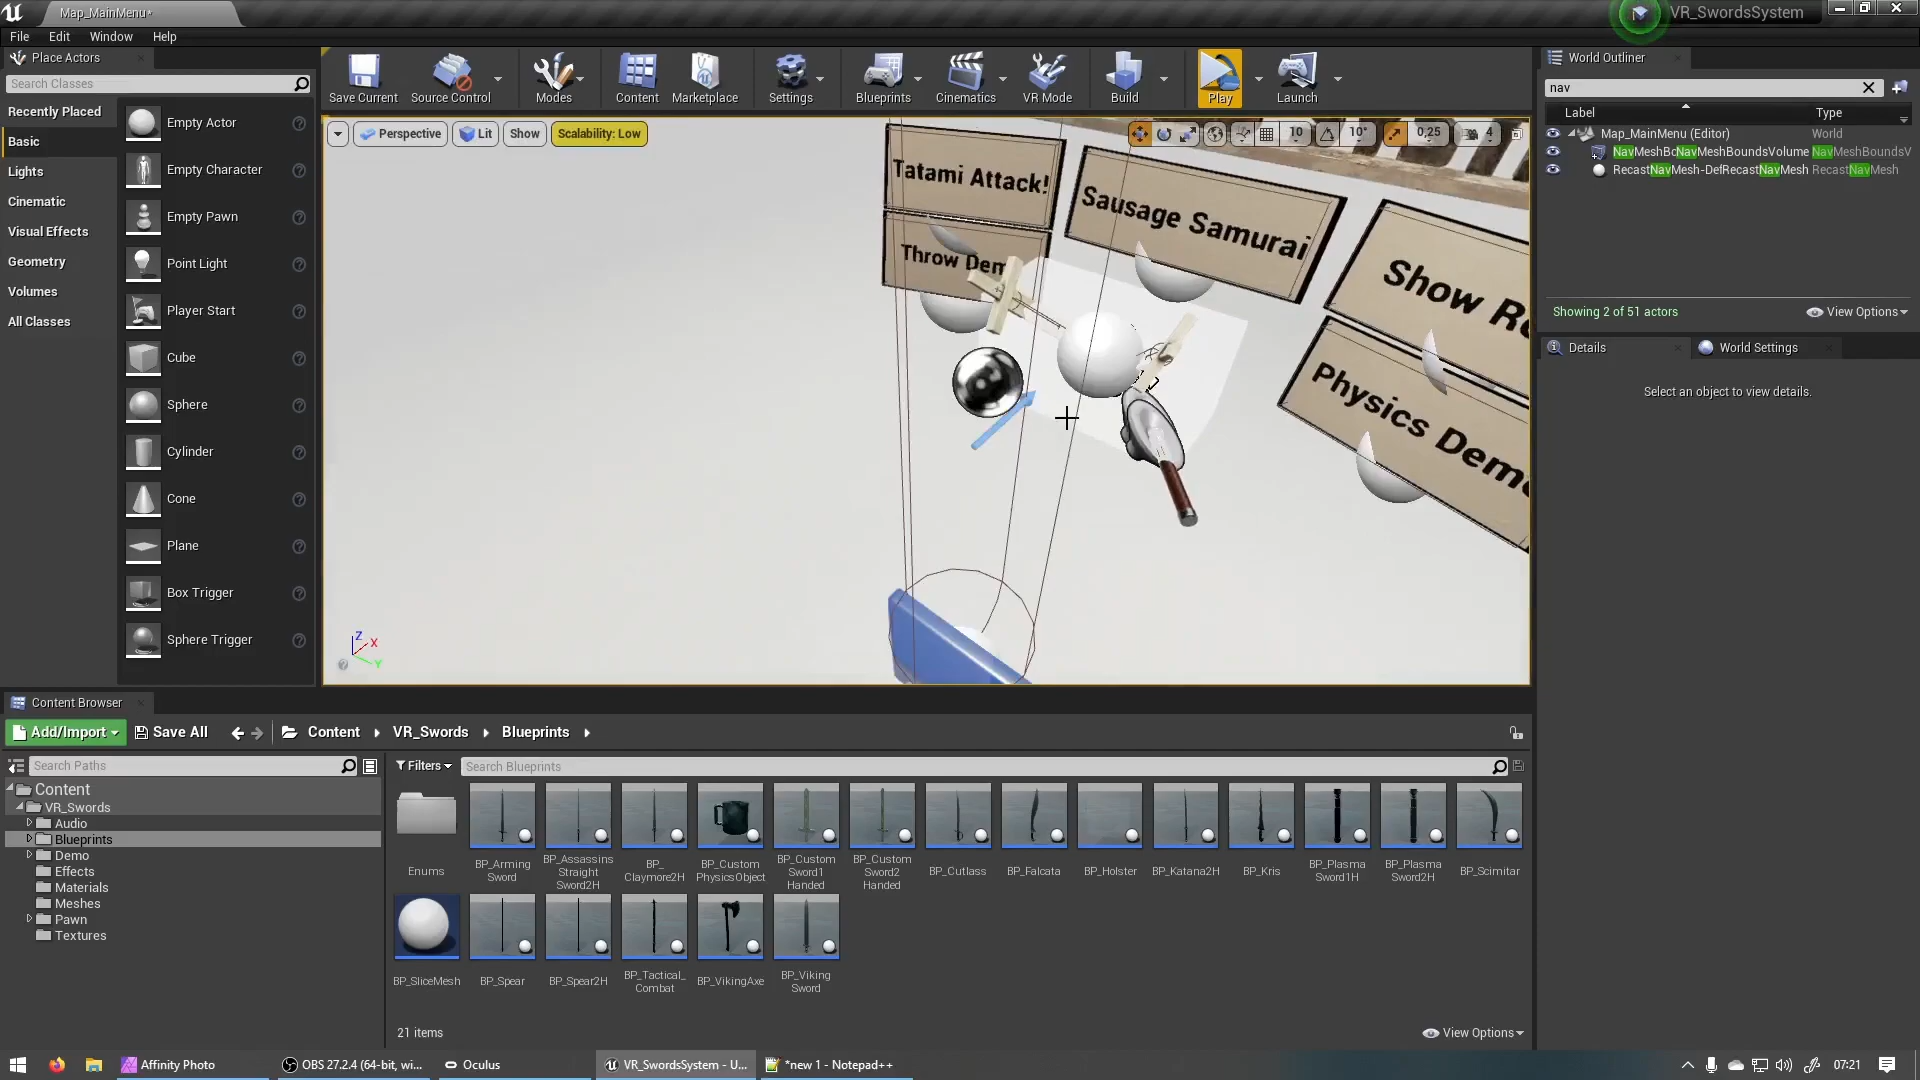 Map_MainMenu*
VR_SwordsSystem
File Edit Window Help
Place Actors
Search Classes
Recently Placed
Basic
Lights
Cinematic
Visual Effects
Geometry
Volumes
All Classes
Empty Actor
Empty Character
Empty Pawn
Point Light
Player Start
Cube
Sphere
Cylinder
Cone
Plane
Box Trigger
Sphere Trigger
Save Current
Source Control
Modes
Content
Marketplace
Settings
Blueprints
Cinematics
VR Mode
Build
Play
Launch
Perspective
Lit
Show
Scalability: Low
10
10°
0,25
4
Tatami Attack!
Throw Dem
Sausage Samurai
Show
Physics Dem
Z
X
Y
World Outliner
nav
Label
Type
Map_MainMenu (Editor) World
NavMeshBcNavMeshBoundsVolume NavMeshBoundsV
RecastNavMesh-DefRecastNavMesh RecastNavMesh
Showing 2 of 51 actors
View Options
Details
World Settings
Select an object to view details.
Content Browser
Add/Import
Save All
Content
VR_Swords
Blueprints
Search Paths
Content
VR_Swords
Audio
Blueprints
Demo
Effects
Materials
Meshes
Pawn
Textures
Filters
Search Blueprints
Enums
BP_Arming
Sword
BP_Assassins
Straight
Sword2H
BP_
Claymore2H
BP_Custom
PhysicsObject
BP_Custom
Sword1
Handed
BP_Custom
Sword2
Handed
BP_Cutlass
BP_Falcata
BP_Holster
BP_Katana2H
BP_Kris
BP_Plasma
Sword1H
BP_Plasma
Sword2H
BP_Scimitar
BP_SliceMesh
BP_Spear
BP_Spear2H
BP_Tactical_
Combat
BP_VikingAxe
BP_Viking
Sword
21 items
View Options
Affinity Photo
OBS 27.2.4 (64-bit, wi...
Oculus
VR_SwordsSystem - U...
*new 1 - Notepad++
07:21